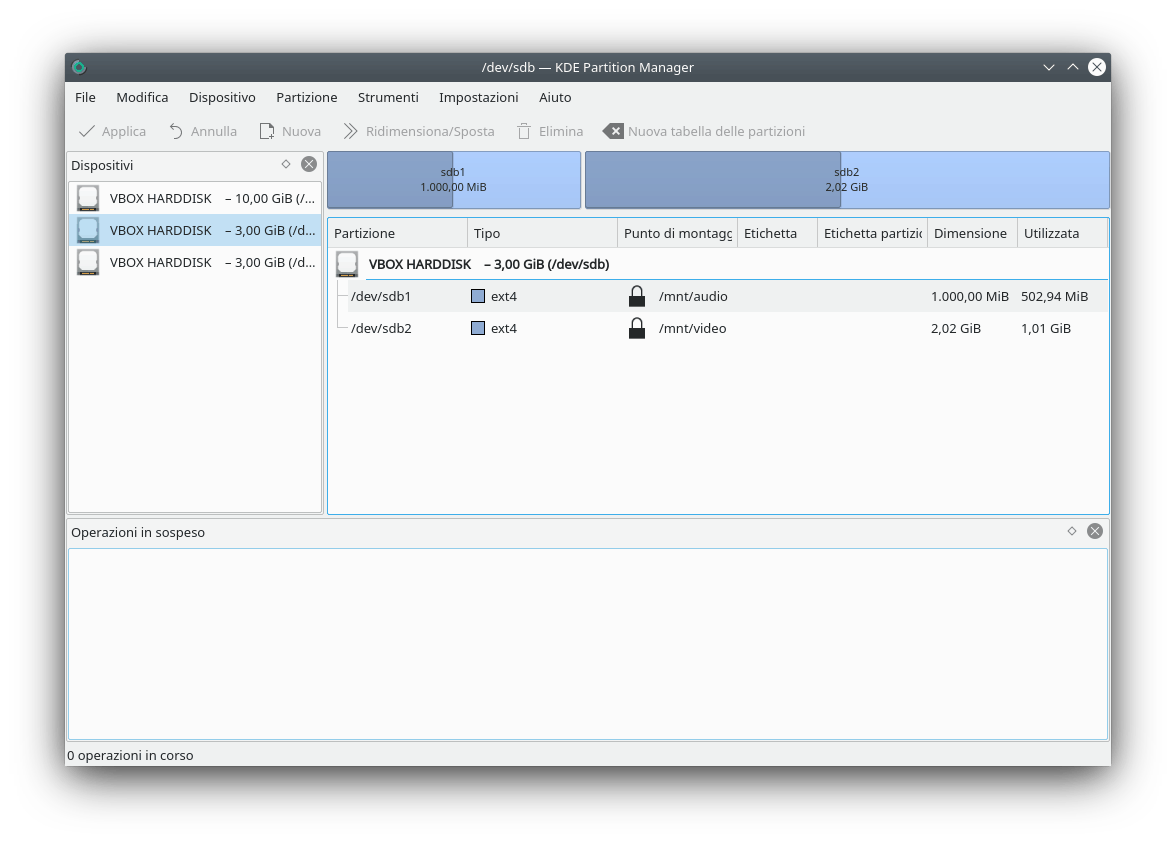 /dev/sdb — KDE Partition Manager
File Modifica Dispositivo Partizione Strumenti Impostazioni Aiuto
Applica Annulla Nuova Ridimensiona/Sposta Elimina Nuova tabella delle partizioni
Dispositivi
VBOX HARDDISK – 10,00 GiB (/...
VBOX HARDDISK – 3,00 GiB (/d...
VBOX HARDDISK – 3,00 GiB (/d...
sdb1
1.000,00 MiB
sdb2
2,02 GiB
Partizione Tipo Punto di montagg Etichetta Etichetta partizic Dimensione Utilizzata
VBOX HARDDISK – 3,00 GiB (/dev/sdb)
/dev/sdb1 ext4 /mnt/audio 1.000,00 MiB 502,94 MiB
/dev/sdb2 ext4 /mnt/video 2,02 GiB 1,01 GiB
Operazioni in sospeso
0 operazioni in corso